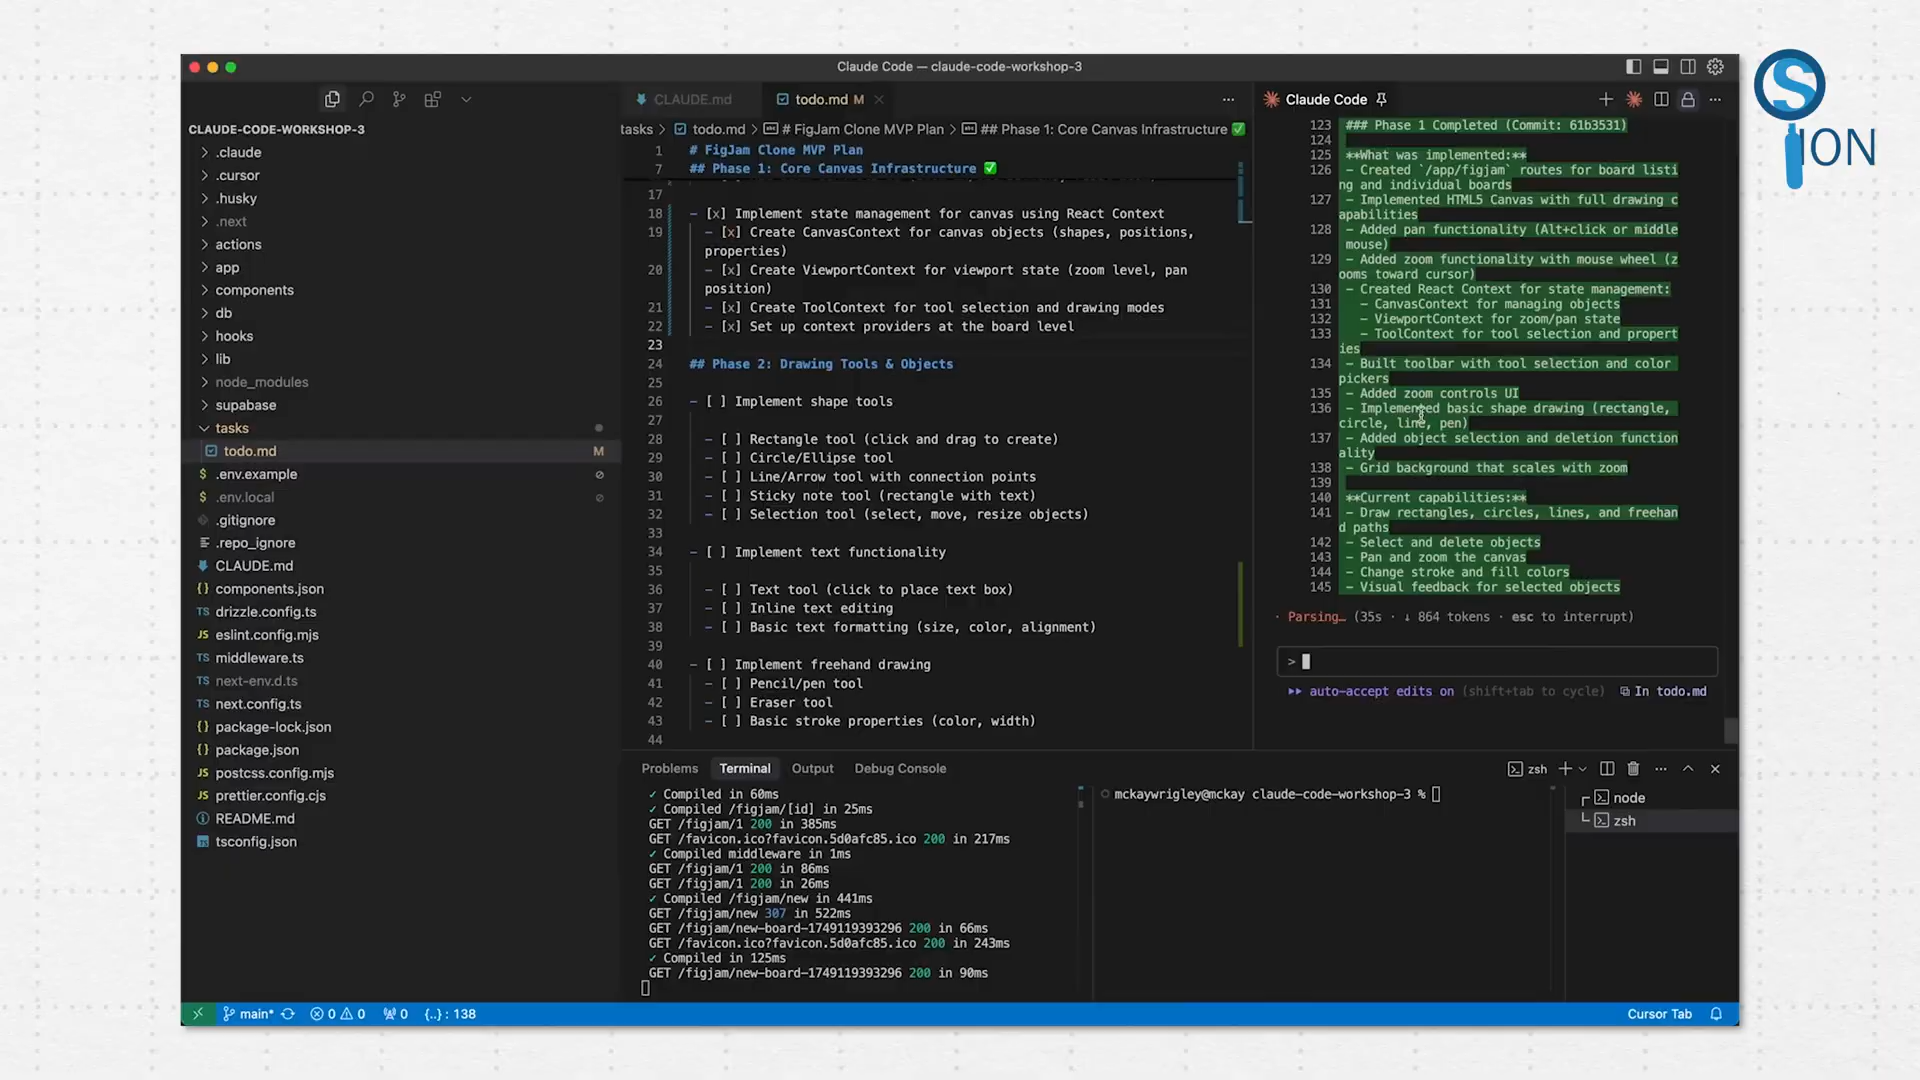 Claude Code — claude-code-workshop-3
S
ION
CLAUDE-CODE-WORKSHOP-3
.claude
.cursor
.husky
.next
actions
app
components
db
hooks
lib
node_modules
supabase
tasks
todo.md M
.env.example
.env.local
.gitignore
.repo_ignore
CLAUDE.md
components.json
drizzle.config.ts
eslint.config.mjs
middleware.ts
next-env.d.ts
next.config.ts
package-lock.json
package.json
postcss.config.mjs
prettier.config.cjs
README.md
tsconfig.json
CLAUDE.md
todo.md M
tasks > todo.md > # FigJam Clone MVP Plan > ## Phase 1: Core Canvas Infrastructure ✅
1 # FigJam Clone MVP Plan
7 ## Phase 1: Core Canvas Infrastructure ✅
17
18 - [x] Implement state management for canvas using React Context
19 - [x] Create CanvasContext for canvas objects (shapes, positions,
properties)
20 - [x] Create ViewportContext for viewport state (zoom level, pan
position)
21 - [x] Create ToolContext for tool selection and drawing modes
22 - [x] Set up context providers at the board level
23
24 ## Phase 2: Drawing Tools & Objects
25
26 - [ ] Implement shape tools
27
28 - [ ] Rectangle tool (click and drag to create)
29 - [ ] Circle/Ellipse tool
30 - [ ] Line/Arrow tool with connection points
31 - [ ] Sticky note tool (rectangle with text)
32 - [ ] Selection tool (select, move, resize objects)
33
34 - [ ] Implement text functionality
35
36 - [ ] Text tool (click to place text box)
37 - [ ] Inline text editing
38 - [ ] Basic text formatting (size, color, alignment)
39
40 - [ ] Implement freehand drawing
41 - [ ] Pencil/pen tool
42 - [ ] Eraser tool
43 - [ ] Basic stroke properties (color, width)
44
Claude Code
123 ### Phase 1 Completed (Commit: 61b3531)
124
125 **What was implemented:**
126 - Created `/app/figjam` routes for board listi
ng and individual boards
127 - Implemented HTML5 Canvas with full drawing c
apabilities
128 - Added pan functionality (Alt+click or middle
mouse)
129 - Added zoom functionality with mouse wheel (z
ooms toward cursor)
130 - Created React Context for state management:
131 - CanvasContext for managing objects
132 - ViewportContext for zoom/pan state
133 - ToolContext for tool selection and propert
ies
134 - Built toolbar with tool selection and color
pickers
135 - Added zoom controls UI
136 - Implemented basic shape drawing (rectangle,
circle, line, pen)
137 - Added object selection and deletion function
ality
138 - Grid background that scales with zoom
139
140 **Current capabilities:**
141 - Draw rectangles, circles, lines, and freehan
d paths
142 - Select and delete objects
143 - Pan and zoom the canvas
144 - Change stroke and fill colors
145 - Visual feedback for selected objects
· Parsing… (35s · ↓ 864 tokens · esc to interrupt)
>
auto-accept edits on (shift+tab to cycle) In todo.md
Problems Terminal Output Debug Console
zsh
✓ Compiled in 60ms
✓ Compiled /figjam/[id] in 25ms
GET /figjam/1 200 in 385ms
GET /favicon.ico?favicon.5d0afc85.ico 200 in 217ms
✓ Compiled middleware in 1ms
GET /figjam/1 200 in 86ms
GET /figjam/1 200 in 26ms
✓ Compiled /figjam/new in 441ms
GET /figjam/new 307 in 522ms
GET /figjam/new-board-1749119393296 200 in 66ms
GET /favicon.ico?favicon.5d0afc85.ico 200 in 243ms
✓ Compiled in 125ms
GET /figjam/new-board-1749119393296 200 in 90ms
mckaywrigley@mckay claude-code-workshop-3 %
node
zsh
main* 0 0 0 {..} : 138
Cursor Tab